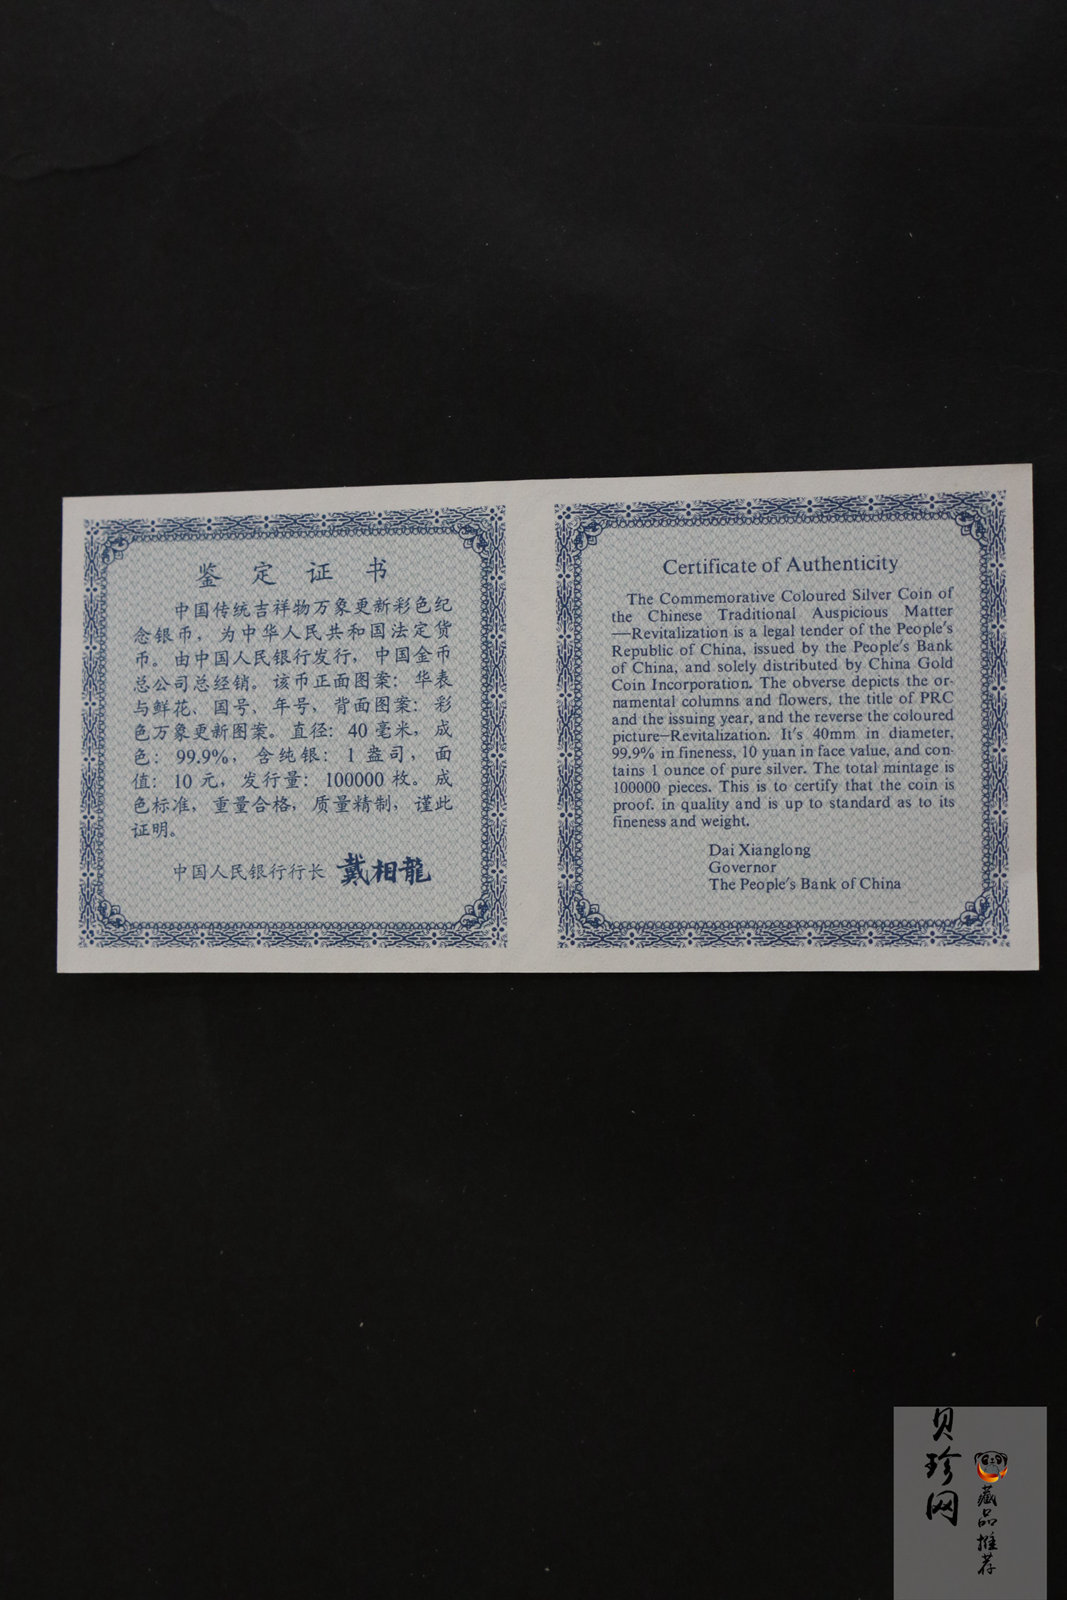 鉴定证书
中国传统吉祥物万象更新彩色纪
念银币，为中华人民共和国法定货
币。由中国人民银行发行，中国金币
总公司总经销。该币正面图案：华表
与鲜花、国号、年号，背面图案：彩
色万象更新图案。直径：40毫米，成
色：99.9%，含纯银：1盎司，面
值：10元，发行量：100000枚。成
色标准，重量合格，质量精制，谨此
证明。
中国人民银行行长 戴相龍
Certificate of Authenticity
The Commemorative Coloured Silver Coin of
the Chinese Traditional Auspicious Matter
—Revitalization is a legal tender of the People's
Republic of China, issued by the People's Bank
of China, and solely distributed by China Gold
Coin Incorporation. The obverse depicts the or-
namental columns and flowers, the title of PRC
and the issuing year, and the reverse the coloured
picture—Revitalization. It's 40mm in diameter,
99.9% in fineness, 10 yuan in face value, and con-
tains 1 ounce of pure silver. The total mintage is
100000 pieces. This is to certify that the coin is
proof. in quality and is up to standard as to its
fineness and weight.
Dai Xianglong
Governor
The People's Bank of China
贝珍网
藏品推荐